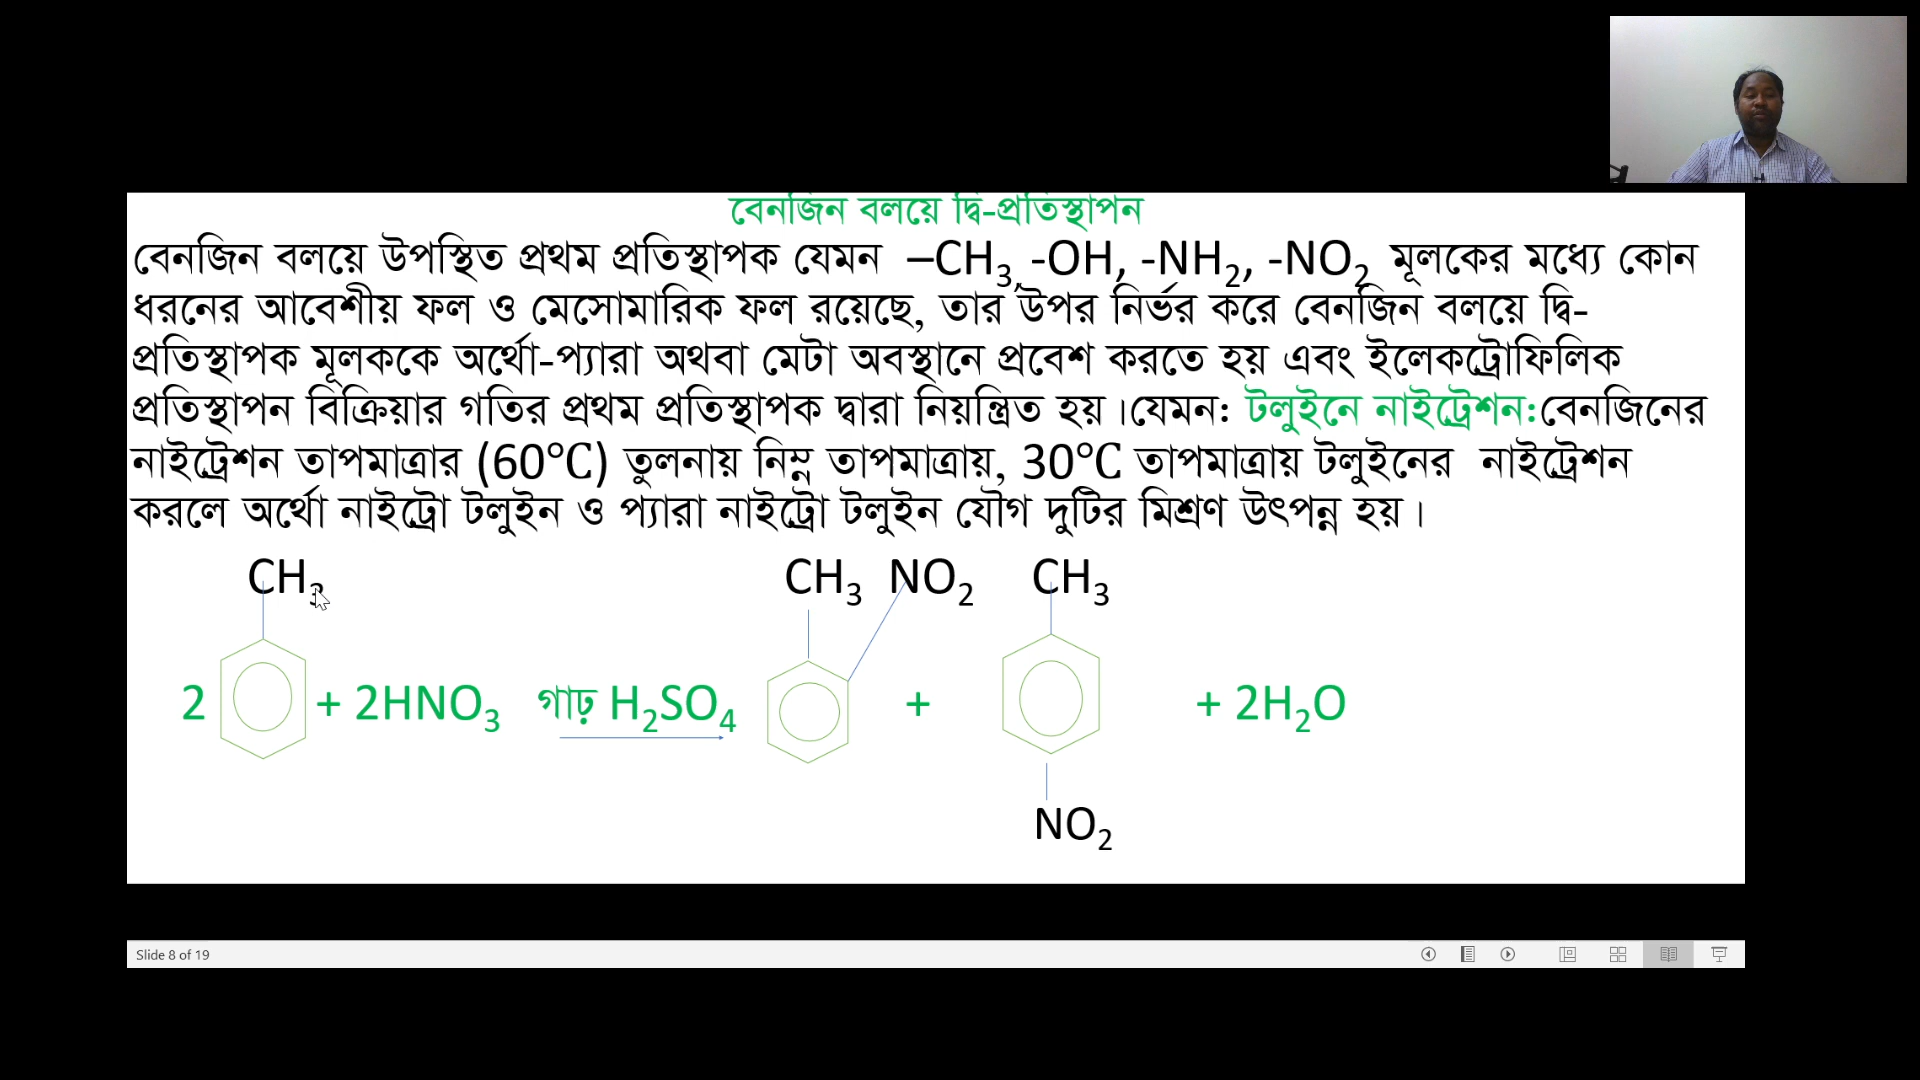 বেনজিন বলয়ে দ্বি-প্রতিস্থাপন
বেনজিন বলয়ে উপস্থিত প্রথম প্রতিস্থাপক যেমন –CH₃, -OH, -NH₂, -NO₂ মূলকের মধ্যে কোন
ধরনের আবেশীয় ফল ও মেসোমারিক ফল রয়েছে, তার উপর নির্ভর করে বেনজিন বলয়ে দ্বি-
প্রতিস্থাপক মূলককে অর্থো-প্যারা অথবা মেটা অবস্থানে প্রবেশ করতে হয় এবং ইলেকট্রোফিলিক
প্রতিস্থাপন বিক্রিয়ার গতির প্রথম প্রতিস্থাপক দ্বারা নিয়ন্ত্রিত হয়।যেমন: টলুইনে নাইট্রেশন:বেনজিনের
নাইট্রেশন তাপমাত্রার (60°C) তুলনায় নিম্ন তাপমাত্রায়, 30°C তাপমাত্রায় টলুইনের নাইট্রেশন
করলে অর্থো নাইট্রো টলুইন ও প্যারা নাইট্রো টলুইন যৌগ দুটির মিশ্রণ উৎপন্ন হয়।
CH₃ CH₃ NO₂ CH₃
2 + 2HNO₃ গাঢ় H₂SO₄ + + 2H₂O
NO₂
Slide 8 of 19